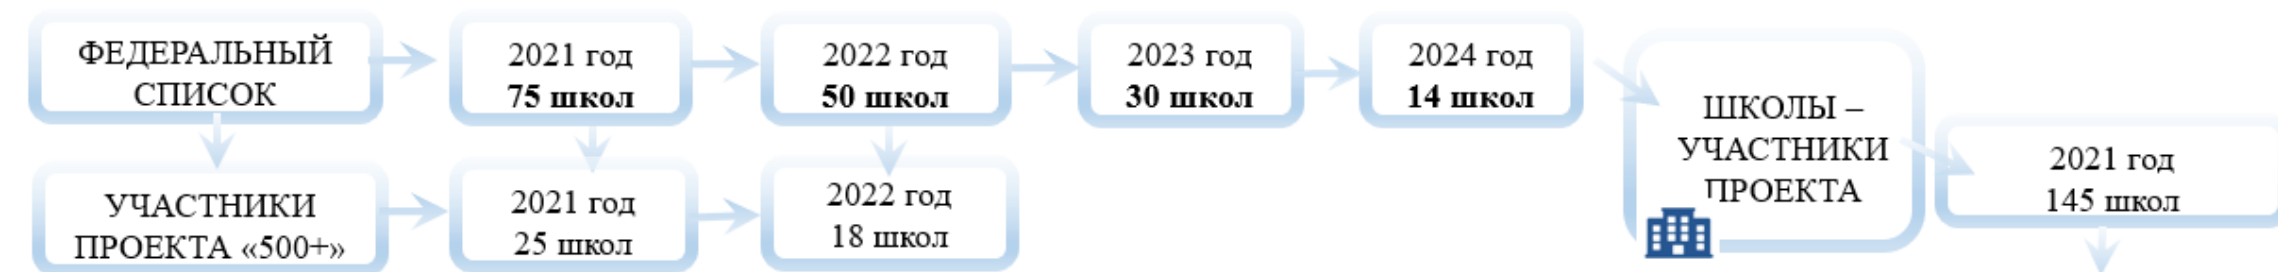 ФЕДЕРАЛЬНЫЙ
СПИСОК
2021 год
75 школ
2022 год
50 школ
2023 год
30 школ
2024 год
14 школ
УЧАСТНИКИ
ПРОЕКТА «500+»
2021 год
25 школ
2022 год
18 школ
ШКОЛЫ –
УЧАСТНИКИ
ПРОЕКТА
2021 год
145 школ